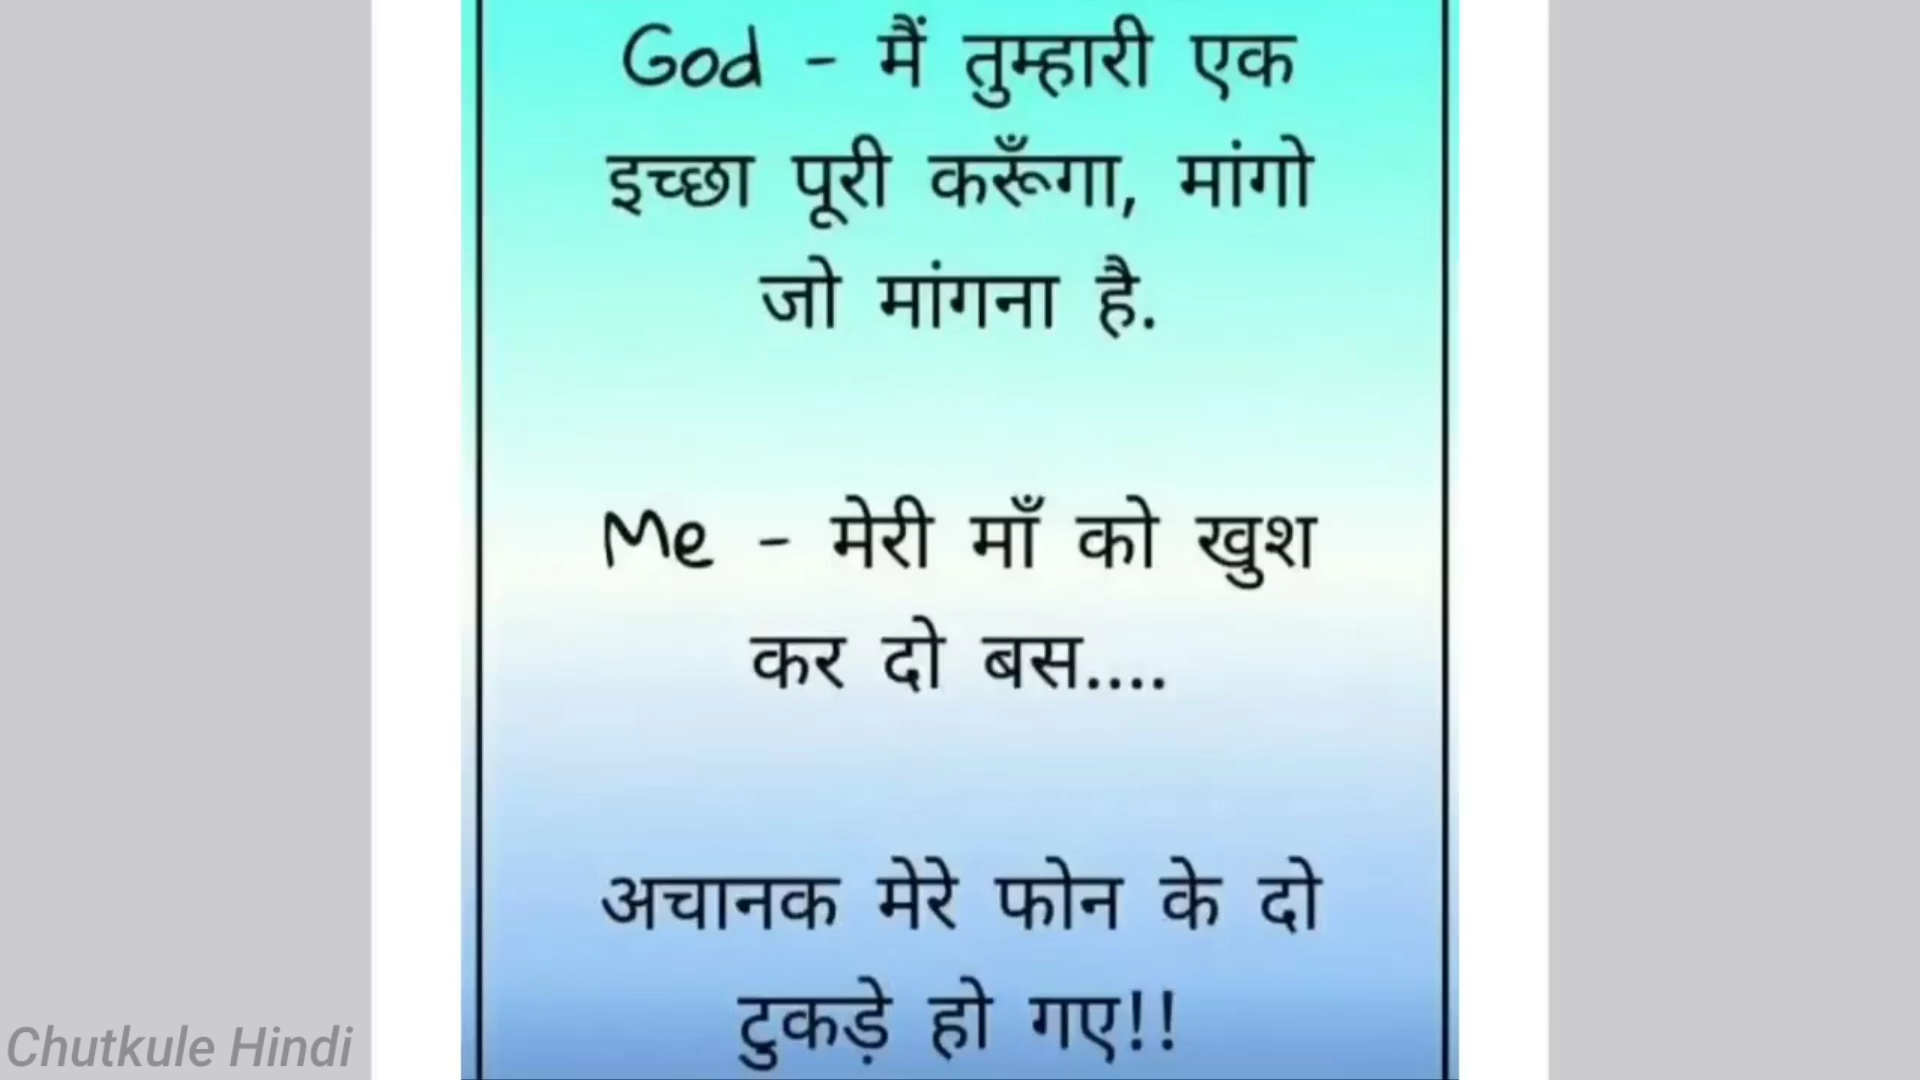 God - मैं तुम्हारी एक
इच्छा पूरी करूँगा, मांगो
जो मांगना है.
Me - मेरी माँ को खुश
कर दो बस....
अचानक मेरे फोन के दो
टुकड़े हो गए!!
Chutkule Hindi